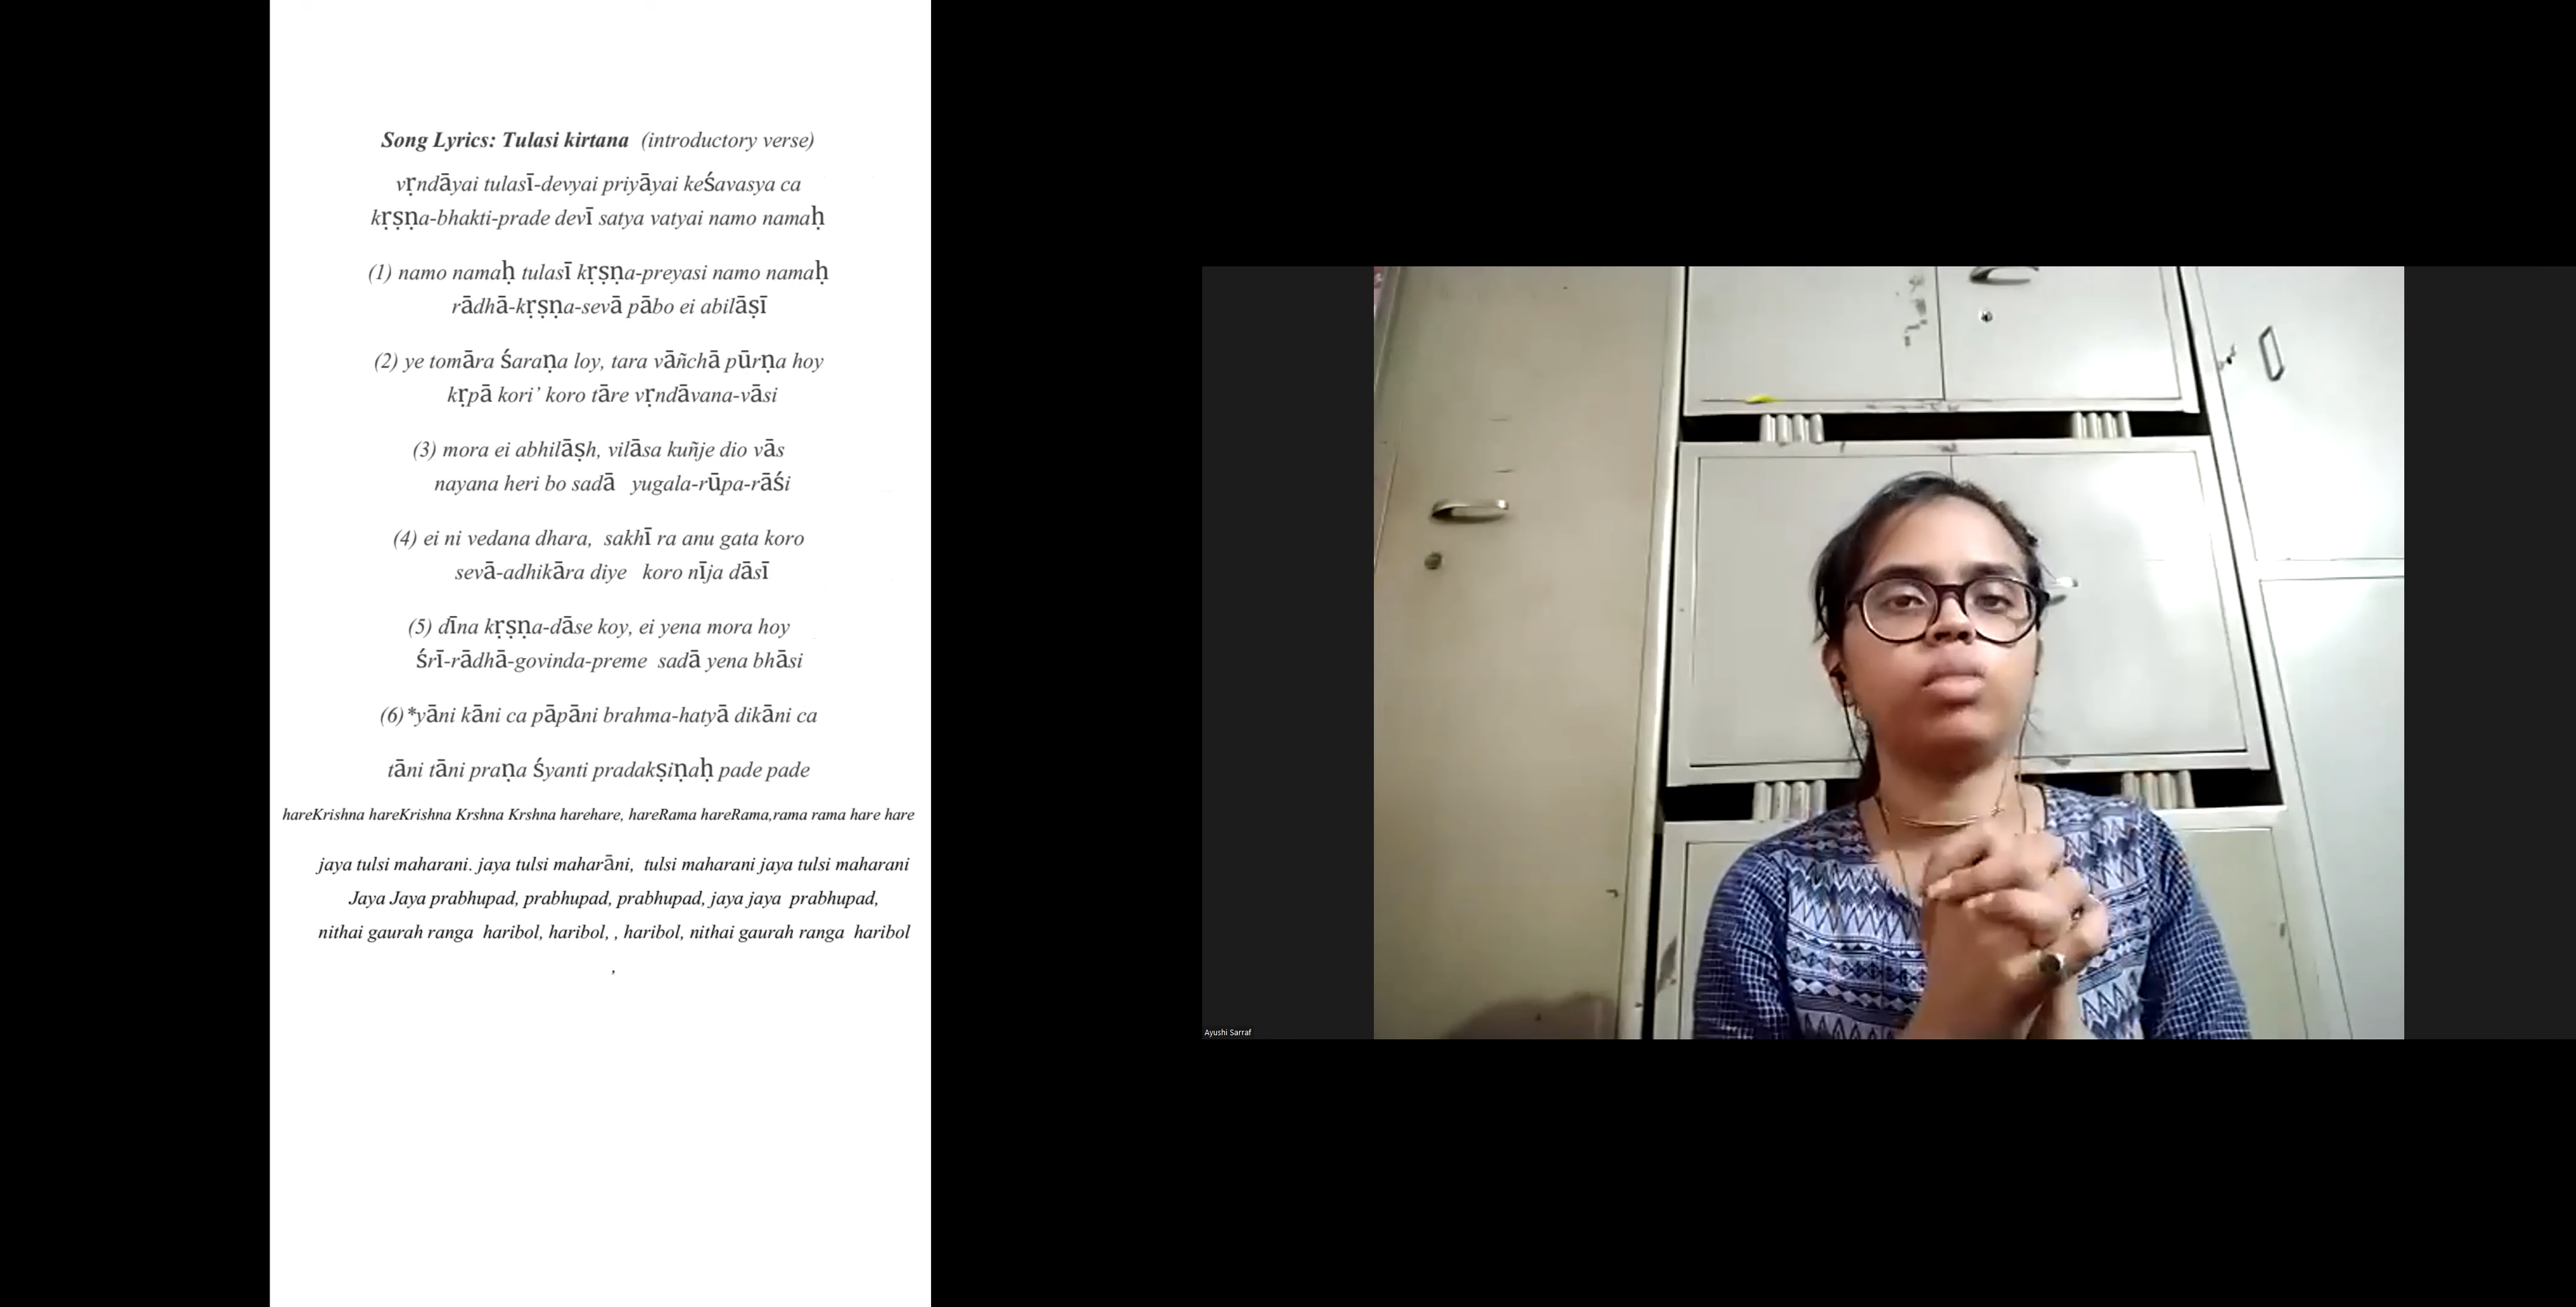 Song Lyrics: Tulasi kirtana (introductory verse)
vṛndāyai tulasī-devyai priyāyai keśavasya ca
kṛṣṇa-bhakti-prade devī satya vatyai namo namaḥ
(1) namo namaḥ tulasī kṛṣṇa-preyasi namo namaḥ
rādhā-kṛṣṇa-sevā pābo ei abilāṣī
(2) ye tomāra śaraṇa loy, tara vāñchā pūrṇa hoy
kṛpā kori’ koro tāre vṛndāvana-vāsi
(3) mora ei abhilāṣh, vilāsa kuñje dio vās
nayana heri bo sadā yugala-rūpa-rāśi
(4) ei ni vedana dhara, sakhī ra anu gata koro
sevā-adhikāra diye koro nīja dāsī
(5) dīna kṛṣṇa-dāse koy, ei yena mora hoy
śrī-rādhā-govinda-preme sadā yena bhāsi
(6)*yāni kāni ca pāpāni brahma-hatyā dikāni ca
tāni tāni praṇa śyanti pradakṣiṇaḥ pade pade
hareKrishna hareKrishna Krshna Krshna harehare, hareRama hareRama,rama rama hare hare
jaya tulsi maharani. jaya tulsi maharāni, tulsi maharani jaya tulsi maharani
Jaya Jaya prabhupad, prabhupad, prabhupad, jaya jaya prabhupad,
nithai gaurah ranga haribol, haribol, , haribol, nithai gaurah ranga haribol
,
Ayushi Sarraf